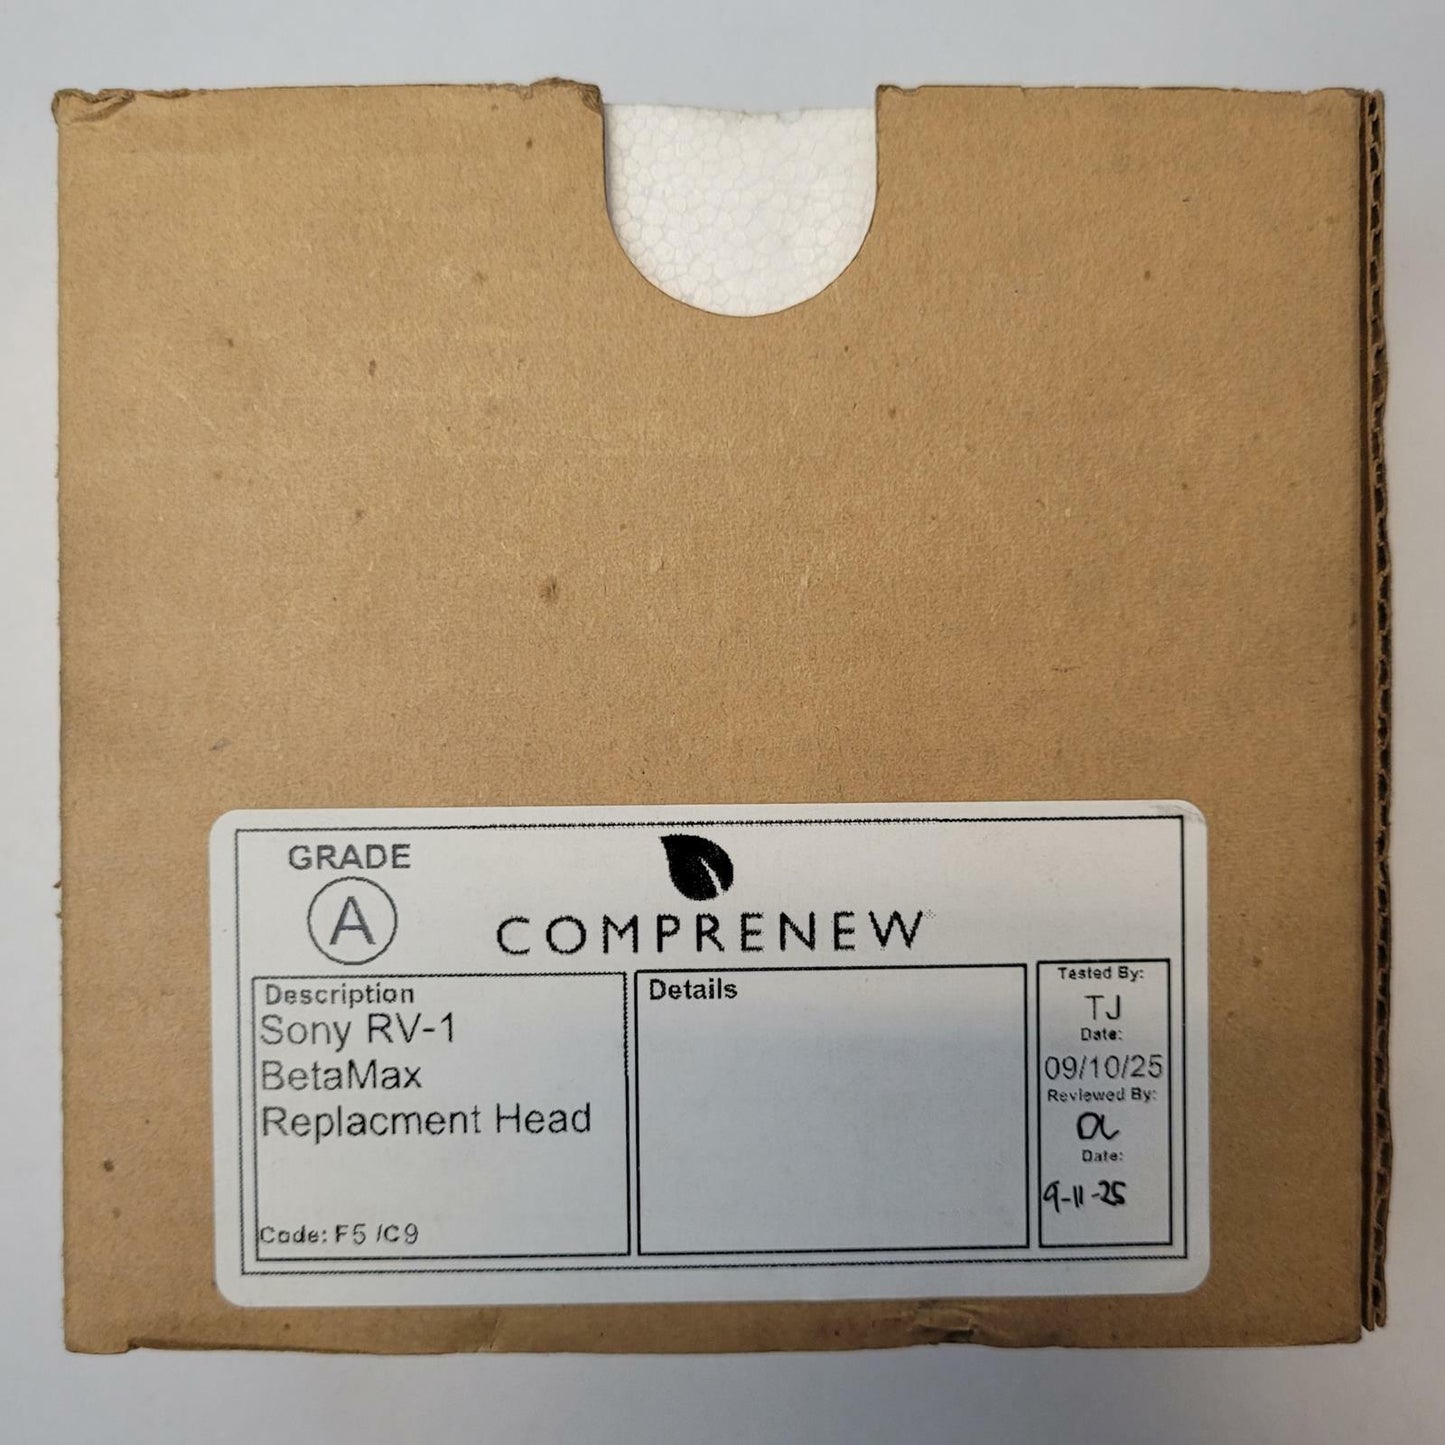 GRADE
A
COMPRENEW
Description
Sony RV-1
BetaMax
Replacment Head
Code: F5 /C9
Details
Tested By:
TJ
Date:
09/10/25
Reviewed By:
Date:
9-11-25